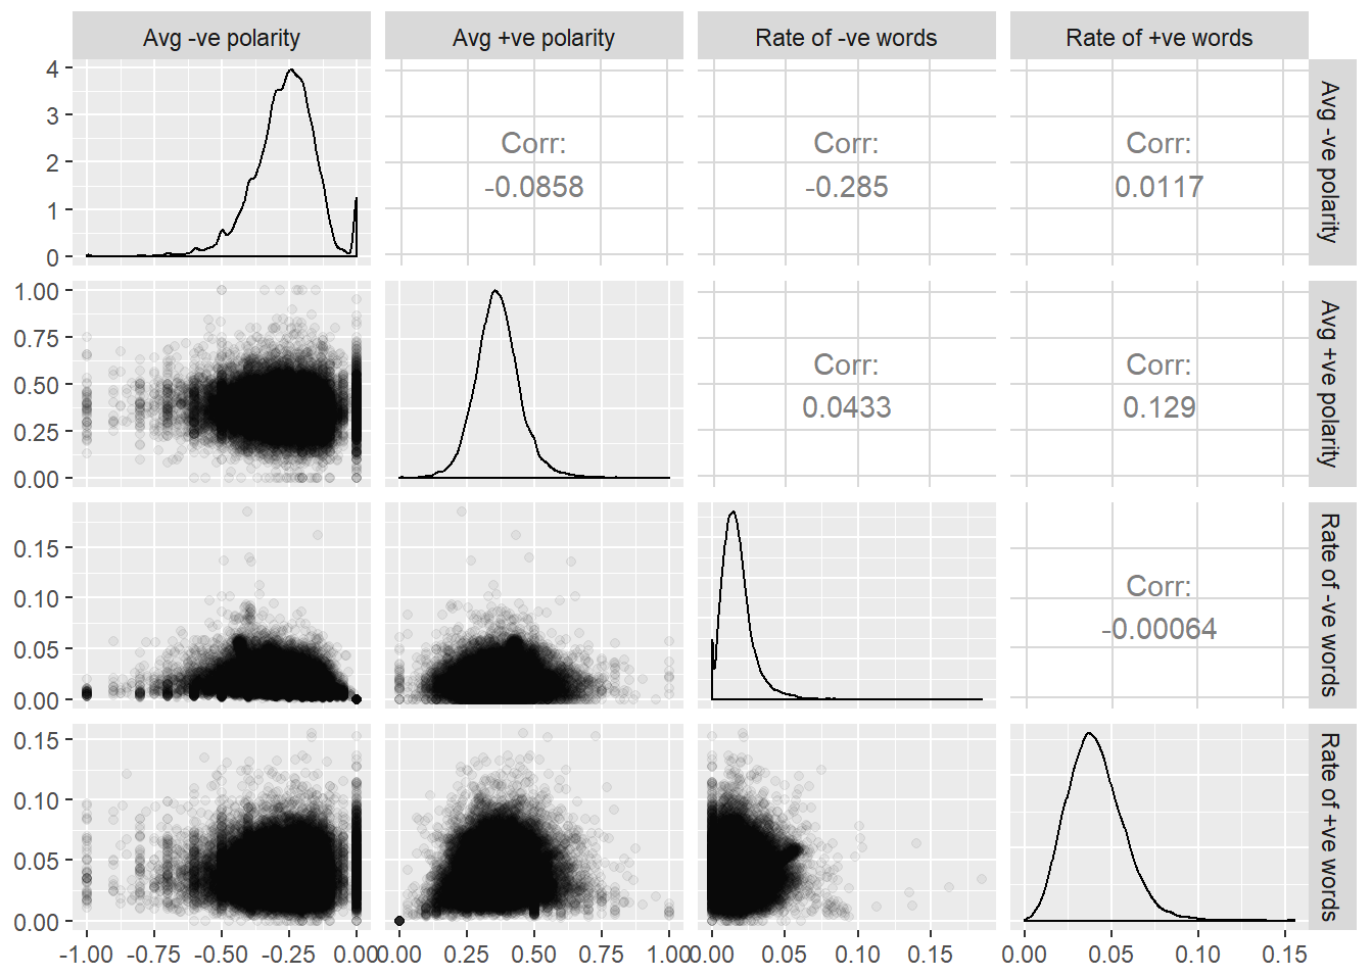 Avg -ve polarity
Avg +ve polarity
Rate of -ve words
Rate of +ve words
4
3
2
1
0
Corr:
-0.0858
Corr:
-0.285
Corr:
0.0117
Avg -ve polarity
1.00
0.75
0.50
0.25
0.00
Corr:
0.0433
Corr:
0.129
Avg +ve polarity
0.15
0.10
0.05
0.00
Corr:
-0.00064
Rate of -ve words
0.15
0.10
0.05
0.00
Rate of +ve words
-1.00 -0.75 -0.50 -0.25 0.00
0.00 0.25 0.50 0.75 1.00
0.00 0.05 0.10 0.15
0.00 0.05 0.10 0.15